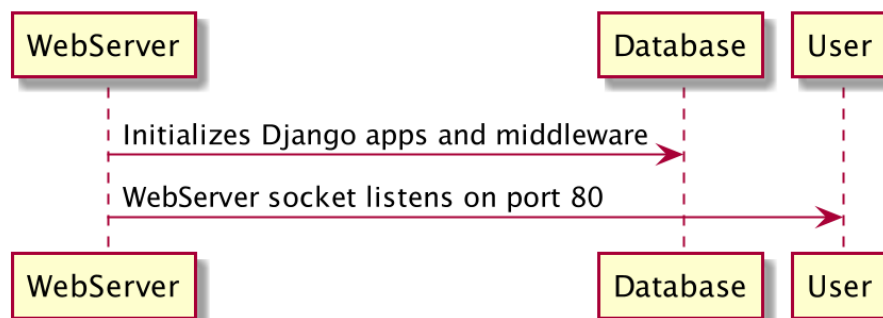 WebServer Database User
Initializes Django apps and middleware
WebServer socket listens on port 80
WebServer Database User